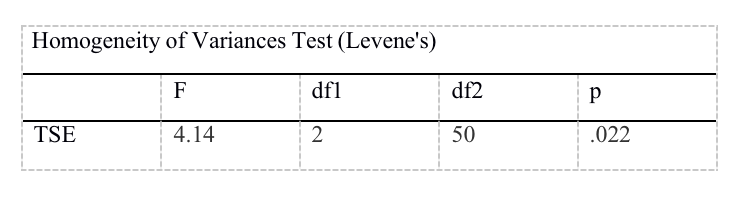 Homogeneity of Variances Test (Levene's)
F df1 df2 p
TSE 4.14 2 50 .022